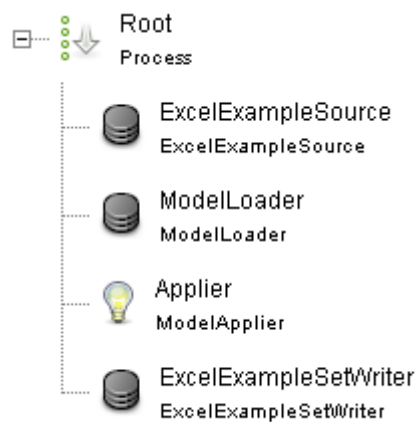 Root
Process
ExcelExampleSource
ExcelExampleSource
ModelLoader
ModelLoader
Applier
ModelApplier
ExcelExampleSetWriter
ExcelExampleSetWriter